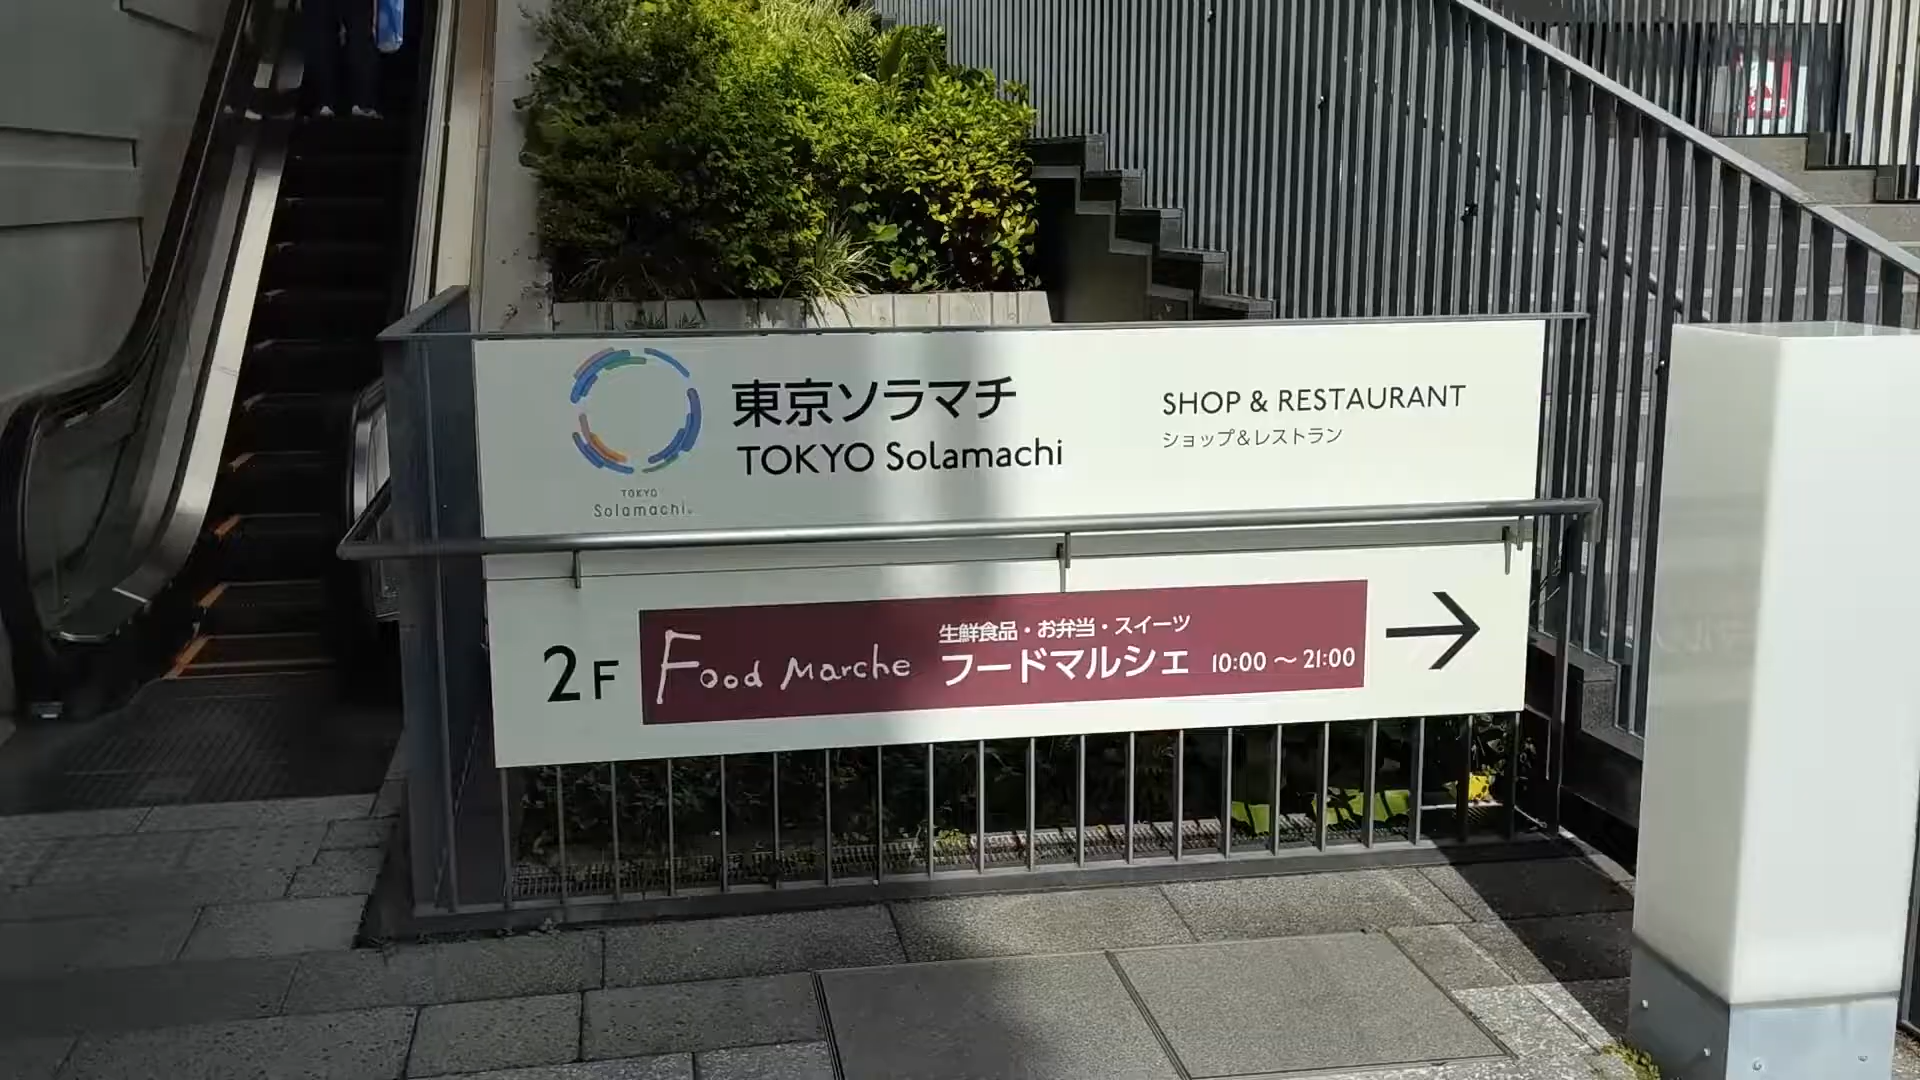 東京ソラマチ
TOKYO Solamachi
SHOP & RESTAURANT
ショップ&レストラン
TOKYO
Solamachi
2F
Food Marche
生鮮食品・お弁当・スイーツ
フードマルシェ 10:00 ～ 21:00